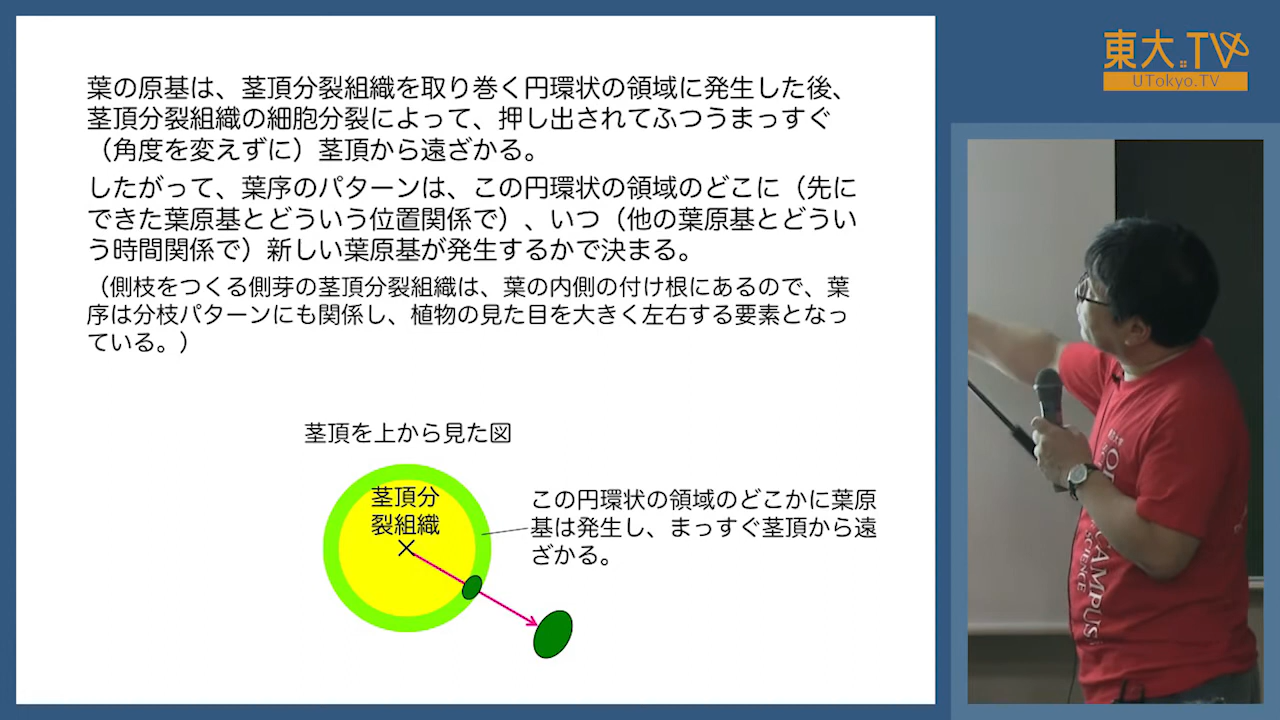 葉の原基は、茎頂分裂組織を取り巻く円環状の領域に発生した後、
茎頂分裂組織の細胞分裂によって、押し出されてふつうまっすぐ
（角度を変えずに）茎頂から遠ざかる。
したがって、葉序のパターンは、この円環状の領域のどこに（先に
できた葉原基とどういう位置関係で）、いつ（他の葉原基とどうい
う時間関係で）新しい葉原基が発生するかで決まる。
（側枝をつくる側芽の茎頂分裂組織は、葉の内側の付け根にあるので、葉
序は分枝パターンにも関係し、植物の見た目を大きく左右する要素となっ
ている。）
茎頂を上から見た図
茎頂分
裂組織
この円環状の領域のどこかに葉原
基は発生し、まっすぐ茎頂から遠
ざかる。
東大.TV
UTokyo.TV
CAMPUS
SCIENCE